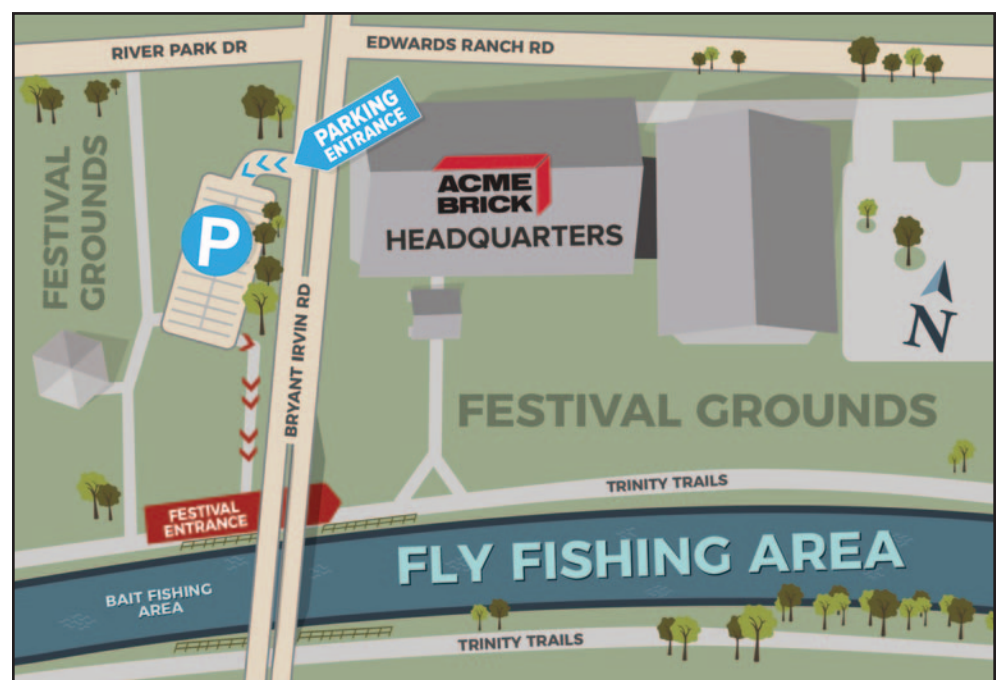 RIVER PARK DR
EDWARDS RANCH RD
PARKING
ENTRANCE
FESTIVAL
GROUNDS
P
ACME
BRICK
HEADQUARTERS
BRYANT IRVIN RD
N
FESTIVAL GROUNDS
TRINITY TRAILS
FESTIVAL
ENTRANCE
FLY FISHING AREA
BAIT FISHING
AREA
TRINITY TRAILS